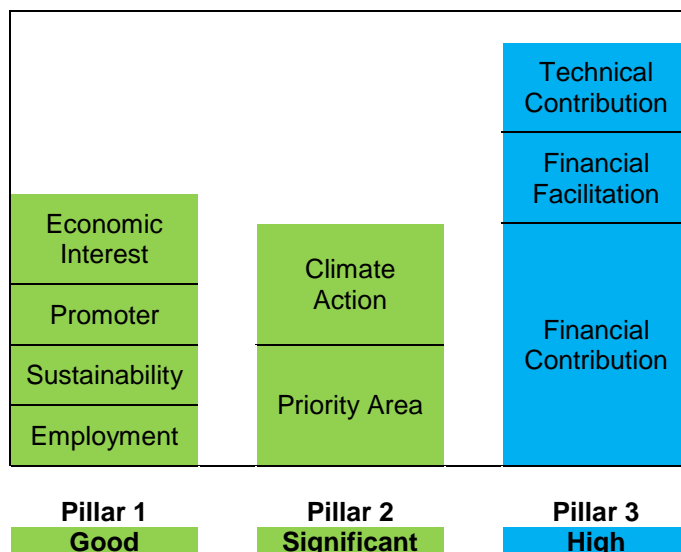 Technical
Contribution
Financial
Facilitation
Economic
Interest
Climate
Action
Promoter
Financial
Contribution
Sustainability
Priority Area
Employment
Pillar 1
Pillar 2
Pillar 3
Good
Significant
High